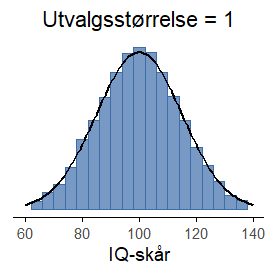 Utvalgsstørrelse = 1
60 80 100 120 140
IQ-skår